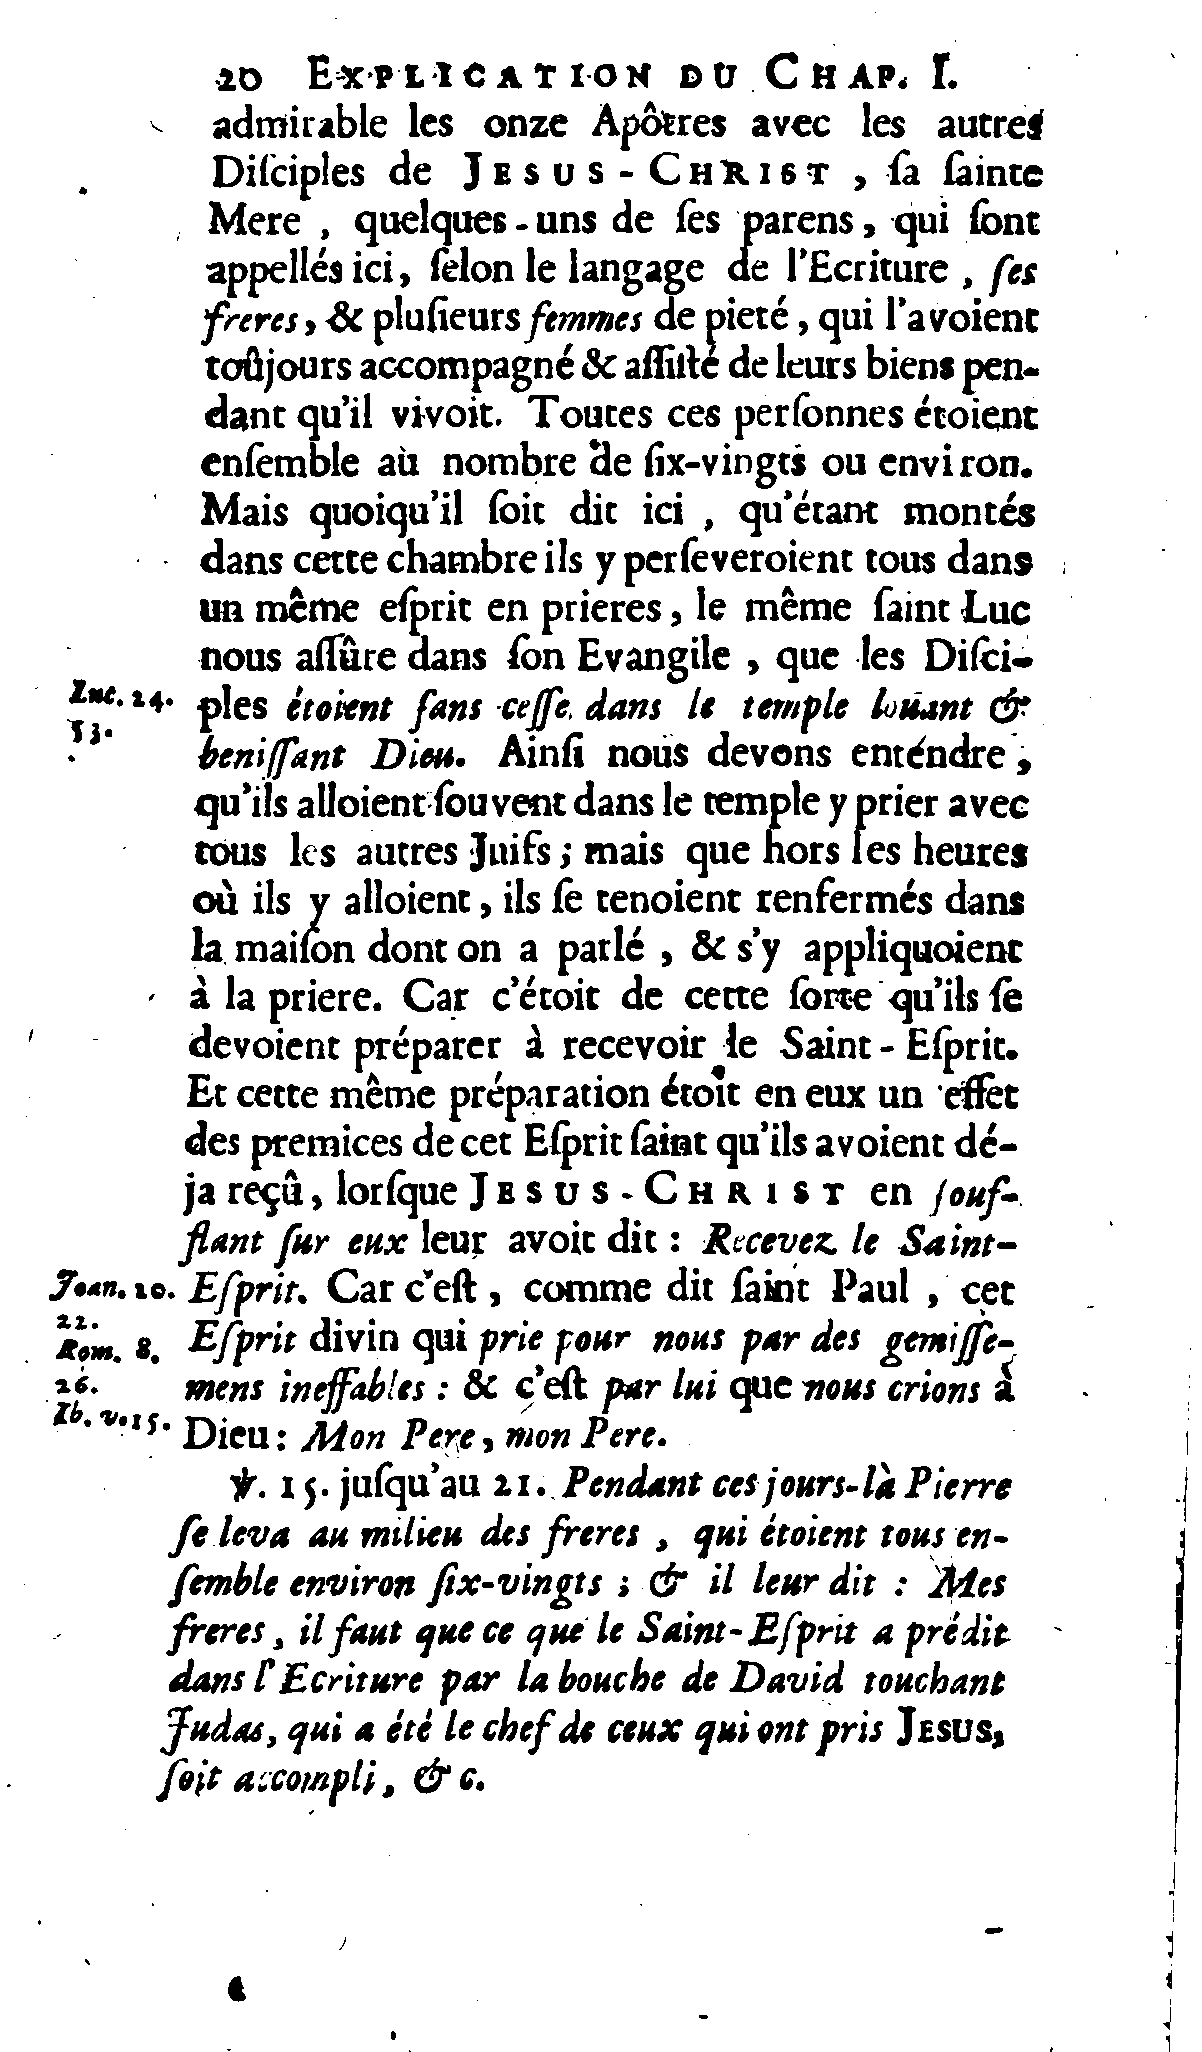 20 EXPLICATION DU CHAP. I.
admirable les onze Apôtres avec les autres
Diſciples de JESUS-CHRIST, ſa ſainte
Mere, quelques-uns de ſes parens, qui ſont
appellés ici, ſelon le langage de l'Ecriture, ſes
freres, & pluſieurs femmes de pieté, qui l'avoient
toûjours accompagné & aſſiſté de leurs biens pen-
dant qu'il vivoit. Toutes ces perſonnes étoient
enſemble au nombre de ſix-vingts ou environ.
Mais quoiqu'il ſoit dit ici, qu'étant montés
dans cette chambre ils y perſeveroient tous dans
un même eſprit en prieres, le même ſaint Luc
nous aſſûre dans ſon Evangile, que les Diſci-
Luc. 24. ples étoient ſans ceſſe dans le temple loüant &
53.
beniſſant Dieu. Ainſi nous devons entendre,
qu'ils alloient ſouvent dans le temple y prier avec
tous les autres Juifs; mais que hors les heures
où ils y alloient, ils ſe tenoient renfermés dans
la maiſon dont on a parlé, & s'y appliquoient
à la priere. Car c'étoit de cette ſorte qu'ils ſe
devoient préparer à recevoir le Saint-Eſprit.
Et cette même préparation étoit en eux un effet
des premices de cet Eſprit ſaint qu'ils avoient dé-
ja reçû, lorſque JESUS-CHRIST en ſouf-
flant ſur eux leur avoit dit: Recevez le Saint-
Joan. 20. Eſprit. Car c'eſt, comme dit ſaint Paul, cet
22.
Rom. 8. Eſprit divin qui prie pour nous par des gemiſſe-
26. mens ineffables: & c'eſt par lui que nous crions à
Ib. v. 15. Dieu: Mon Pere, mon Pere.
℣. 15. juſqu'au 21. Pendant ces jours-là Pierre
ſe leva au milieu des freres, qui étoient tous en-
ſemble environ ſix-vingts; & il leur dit: Mes
freres, il faut que ce que le Saint-Eſprit a prédit
dans l'Ecriture par la bouche de David touchant
Judas, qui a été le chef de ceux qui ont pris JESUS,
ſoit accompli, & c.